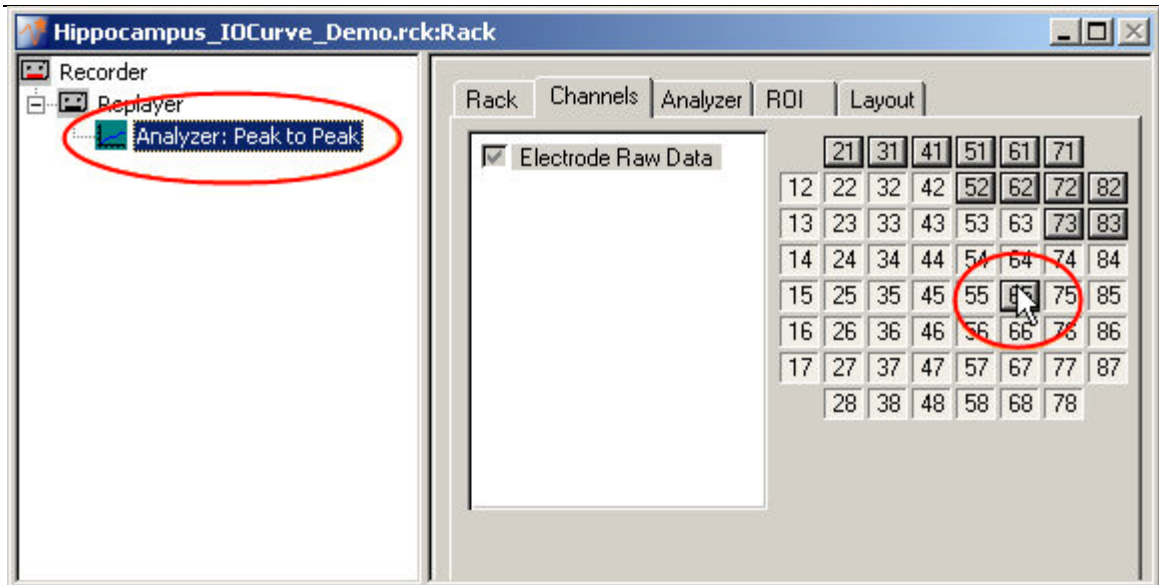 Hippocampus_IOCurve_Demo.rck:Rack
Recorder
Replayer
Analyzer: Peak to Peak
Rack Channels Analyzer ROI Layout
Electrode Raw Data
21 31 41 51 61 71
12 22 32 42 52 62 72 82
13 23 33 43 53 63 73 83
14 24 34 44 54 64 74 84
15 25 35 45 55 65 75 85
16 26 36 46 56 66 76 86
17 27 37 47 57 67 77 87
28 38 48 58 68 78